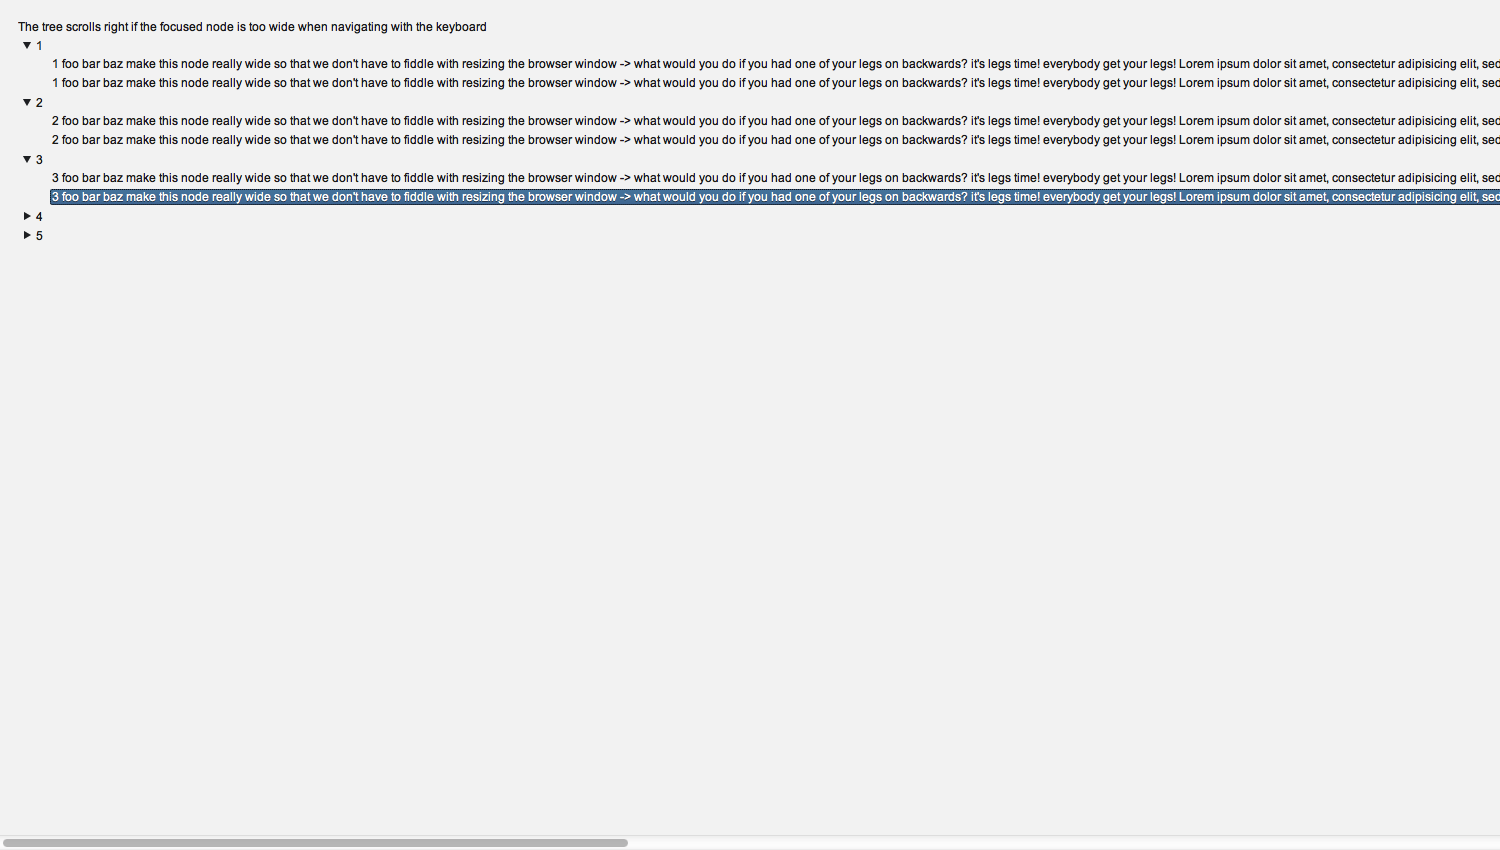 The tree scrolls right if the focused node is too wide when navigating with the keyboard
1
1 foo bar baz make this node really wide so that we don't have to fiddle with resizing the browser window -> what would you do if you had one of your legs on backwards? it's legs time! everybody get your legs! Lorem ipsum dolor sit amet, consectetur adipisicing elit, sed
1 foo bar baz make this node really wide so that we don't have to fiddle with resizing the browser window -> what would you do if you had one of your legs on backwards? it's legs time! everybody get your legs! Lorem ipsum dolor sit amet, consectetur adipisicing elit, sed
2
2 foo bar baz make this node really wide so that we don't have to fiddle with resizing the browser window -> what would you do if you had one of your legs on backwards? it's legs time! everybody get your legs! Lorem ipsum dolor sit amet, consectetur adipisicing elit, sed
2 foo bar baz make this node really wide so that we don't have to fiddle with resizing the browser window -> what would you do if you had one of your legs on backwards? it's legs time! everybody get your legs! Lorem ipsum dolor sit amet, consectetur adipisicing elit, sed
3
3 foo bar baz make this node really wide so that we don't have to fiddle with resizing the browser window -> what would you do if you had one of your legs on backwards? it's legs time! everybody get your legs! Lorem ipsum dolor sit amet, consectetur adipisicing elit, sed
3 foo bar baz make this node really wide so that we don't have to fiddle with resizing the browser window -> what would you do if you had one of your legs on backwards? it's legs time! everybody get your legs! Lorem ipsum dolor sit amet, consectetur adipisicing elit, sed
4
5